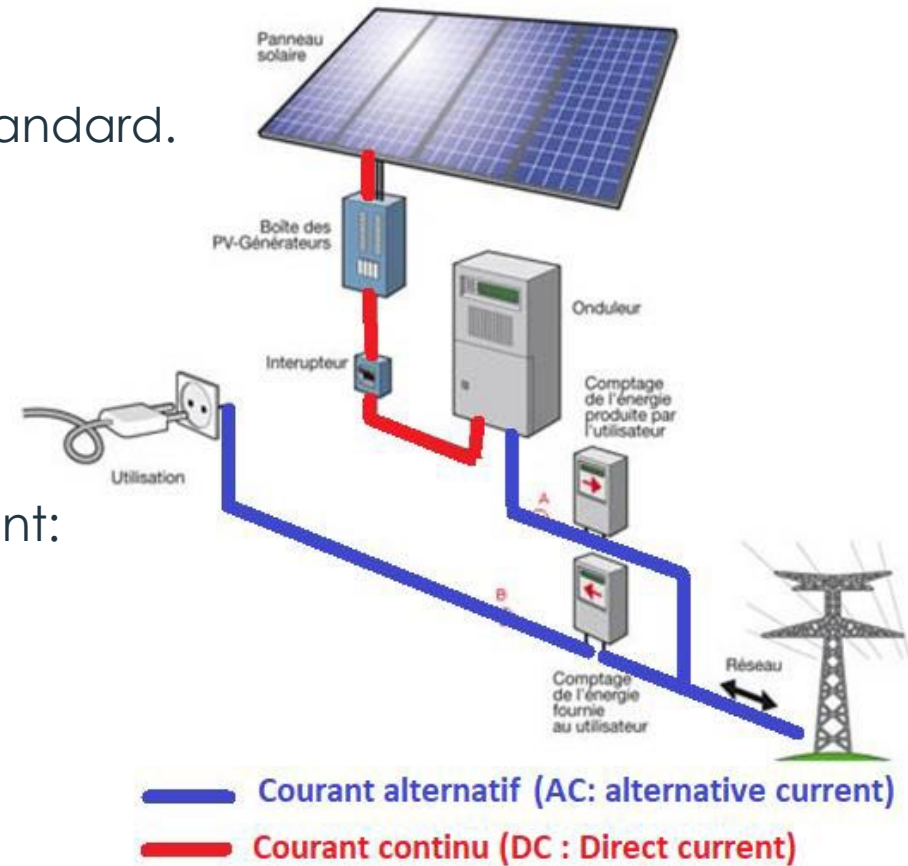 Panneau
solaire
tandard.
Boîte des
PV-Générateurs
Onduleur
Interupteur
Comptage
de l'énergie
produite par
l'utilisateur
Utilisation
A
nt:
B
Réseau
Comptage
de l'énergie
fournie
au utilisateur
Courant alternatif (AC: alternative current)
Courant continu (DC : Direct current)